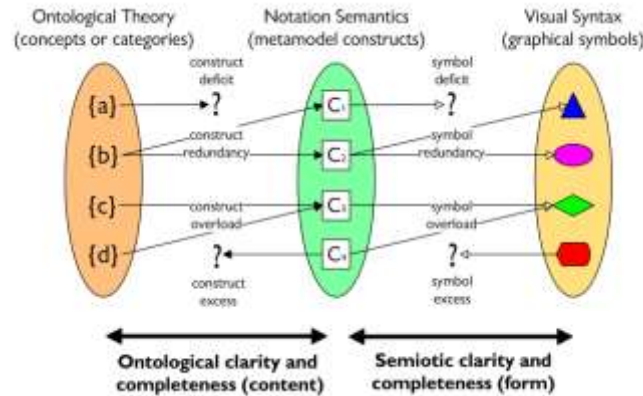 Ontological Theory
(concepts or categories)
Notation Semantics
(metamodel constructs)
Visual Syntax
(graphical symbols)
construct
deficit
symbol
deficit
{a}
?
C₁
?
{b}
construct
redundancy
C₂
symbol
redundancy
{c}
construct
overload
C₃
symbol
overload
{d}
?
C₄
?
construct
excess
symbol
excess
Ontological clarity and
completeness (content)
Semiotic clarity and
completeness (form)